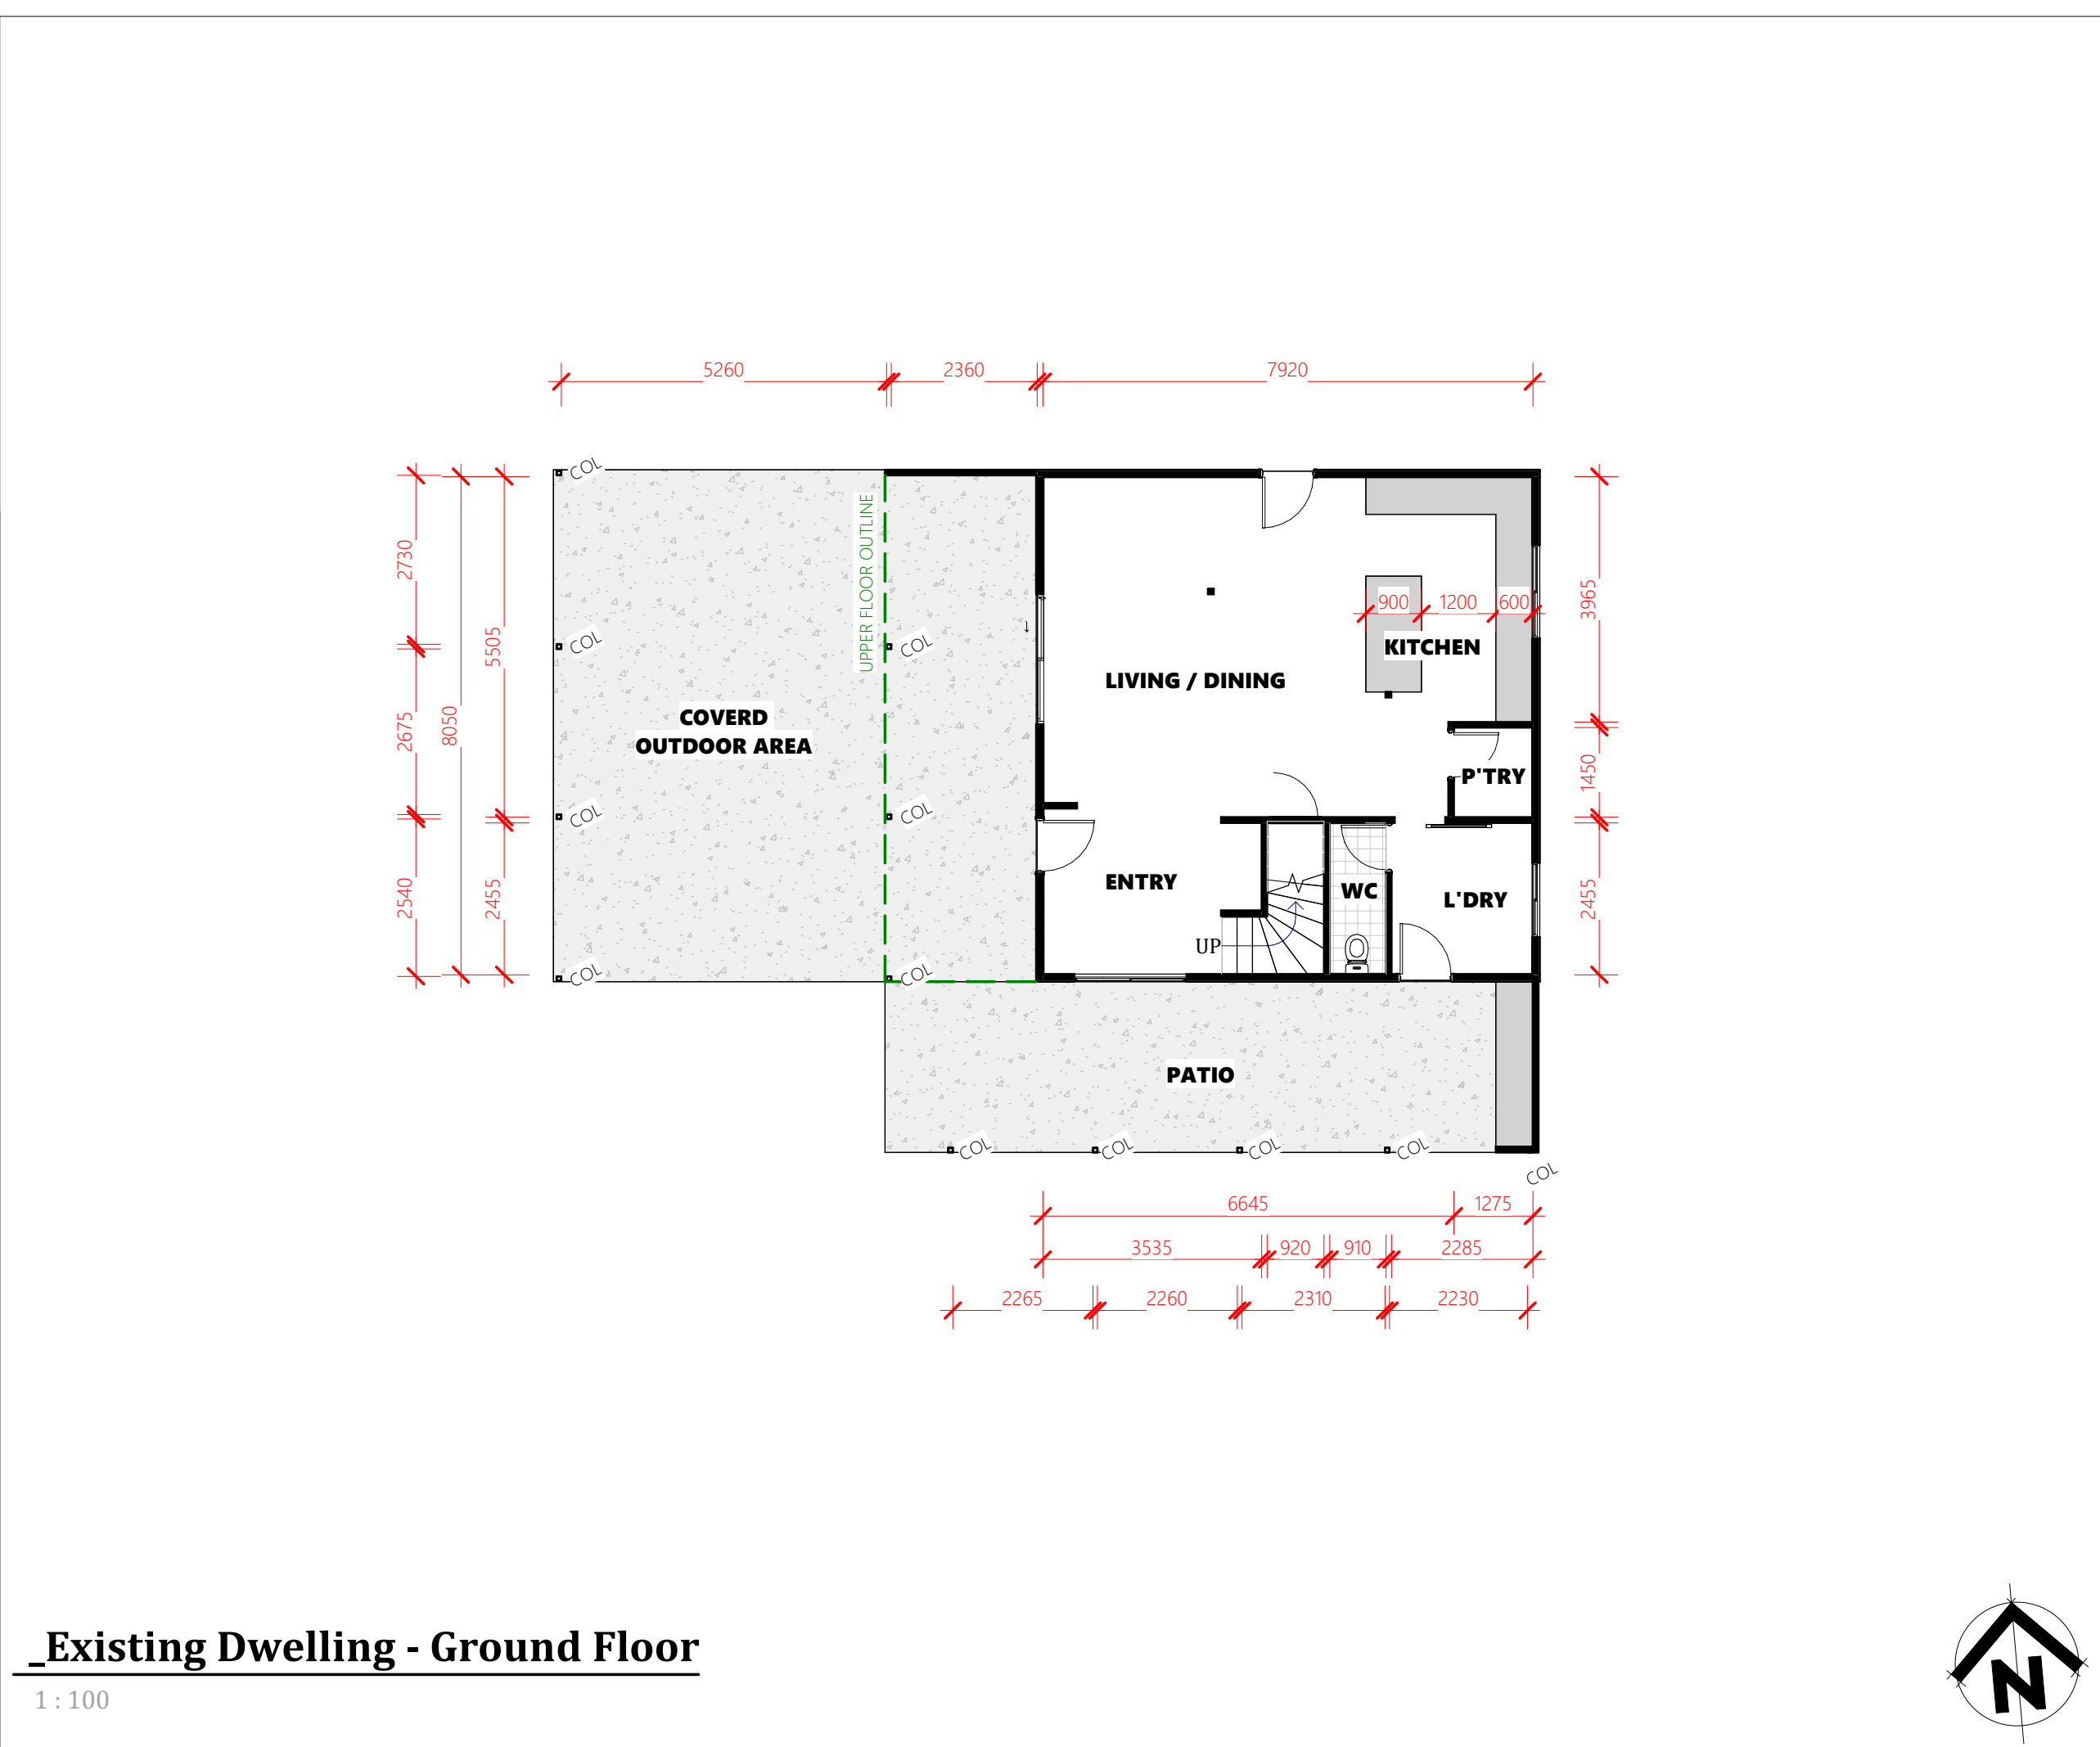 5260
2360
7920
COL
UPPER FLOOR OUTLINE
2730
5505
8050
2675
2540
2455
COL
COL
900
1200
600
3965
KITCHEN
LIVING / DINING
COVERD
OUTDOOR AREA
P'TRY
1450
COL
COL
ENTRY
WC
L'DRY
2455
UP
COL
COL
PATIO
COL
COL
COL
COL
COL
6645
1275
3535
920
910
2285
2265
2260
2310
2230
_Existing Dwelling - Ground Floor
1 : 100
N